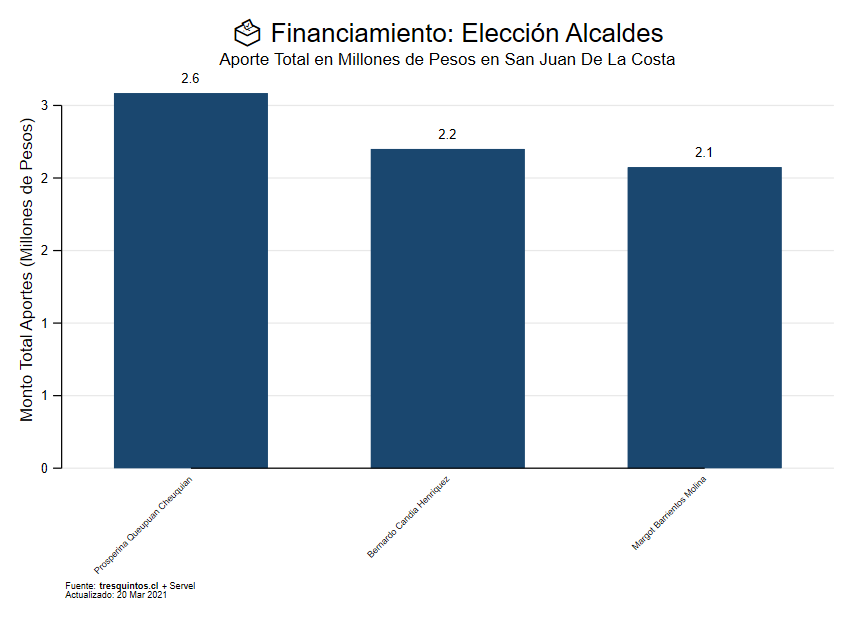 Financiamiento: Elección Alcaldes
Aporte Total en Millones de Pesos en San Juan De La Costa
Monto Total Aportes (Millones de Pesos)
3
2
2
1
1
0
2.6
2.2
2.1
Prosperina Queupuan Cheuquian
Bernardo Candia Henriquez
Margot Barrientos Molina
Fuente: tresquintos.cl + Servel
Actualizado: 20 Mar 2021